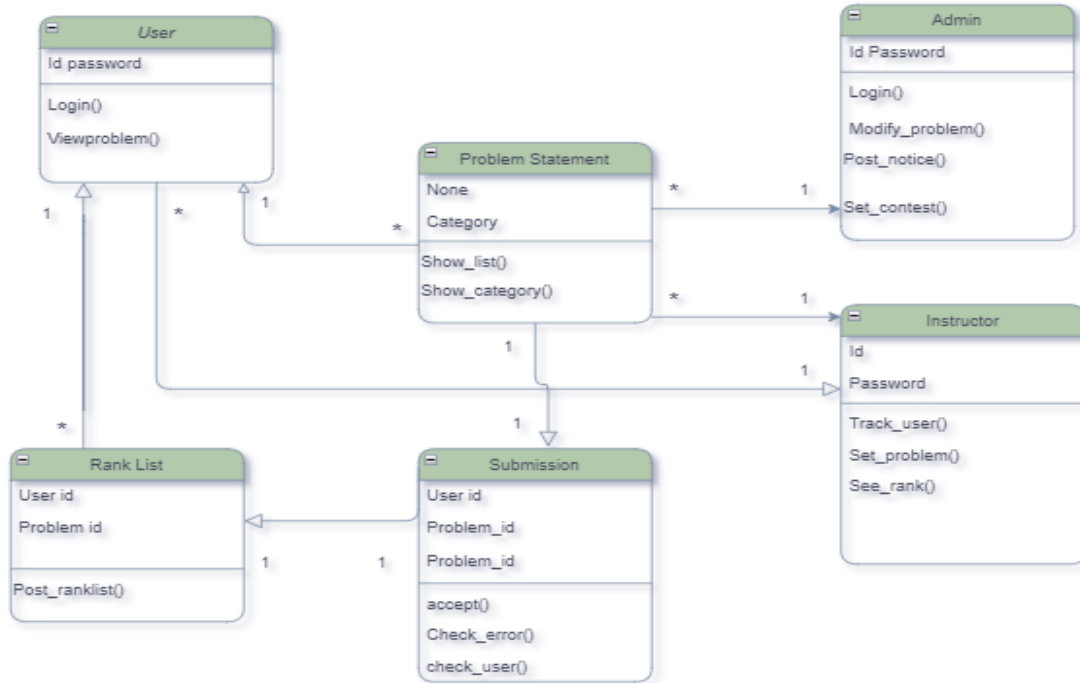 User
Id password
Login()
Viewproblem()
Admin
Id Password
Login()
Modify_problem()
Post_notice()
Set_contest()
Problem Statement
None
Category
Show_list()
Show_category()
1
*
1
*
*
1
*
1
1
1
1
*
Instructor
Id
Password
Track_user()
Set_problem()
See_rank()
Rank List
User id
Problem id
Post_ranklist()
1
1
Submission
User id
Problem_id
Problem_id
accept()
Check_error()
check_user()